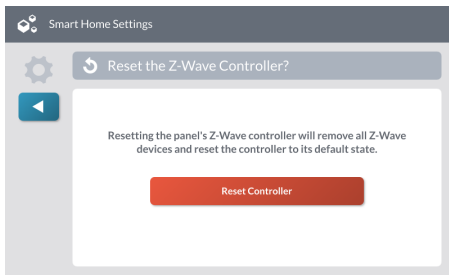 Smart Home Settings
Reset the Z-Wave Controller?
Resetting the panel's Z-Wave controller will remove all Z-Wave
devices and reset the controller to its default state.
Reset Controller